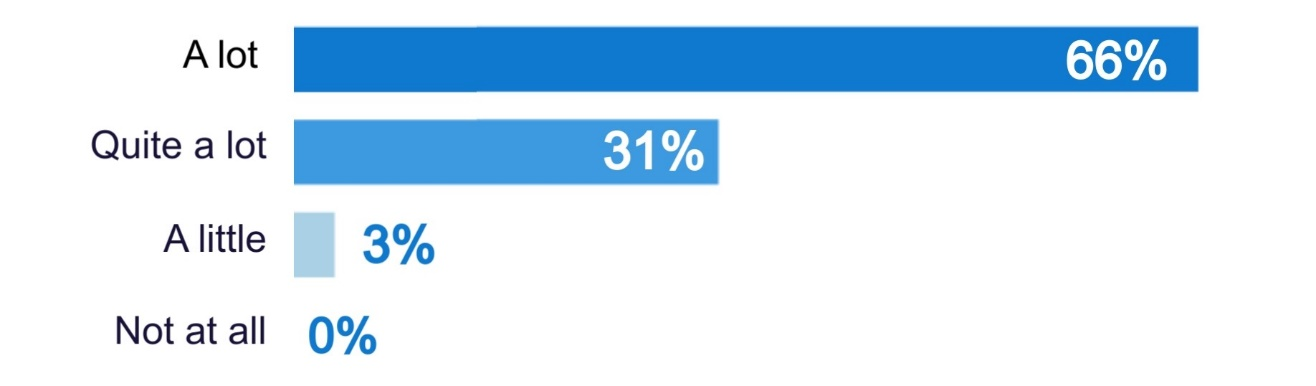 A lot 66%
Quite a lot 31%
A little 3%
Not at all 0%